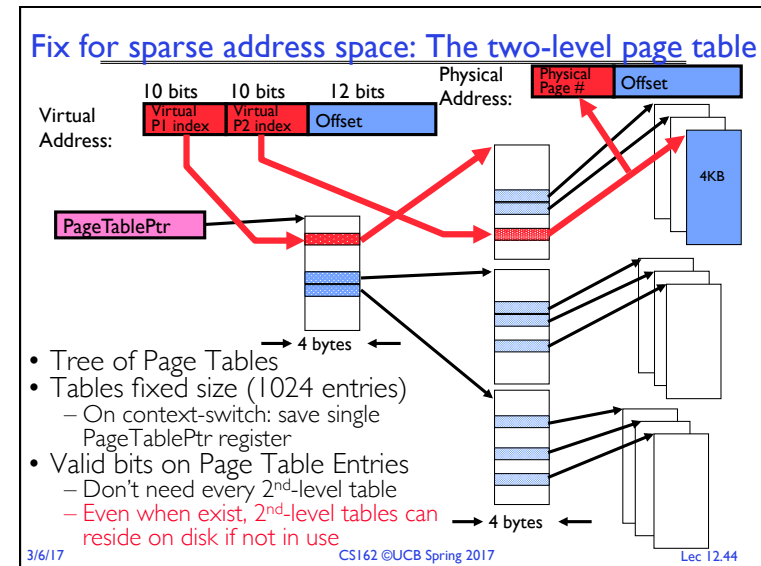 Fix for sparse address space: The two-level page table
10 bits 10 bits 12 bits
Virtual Address:
Virtual P1 index
Virtual P2 index
Offset
Physical Address:
Physical Page #
Offset
4KB
PageTablePtr
4 bytes
• Tree of Page Tables
• Tables fixed size (1024 entries)
– On context-switch: save single
PageTablePtr register
• Valid bits on Page Table Entries
– Don't need every 2nd-level table
– Even when exist, 2nd-level tables can
reside on disk if not in use
4 bytes
3/6/17
CS162 ©UCB Spring 2017
Lec 12.44